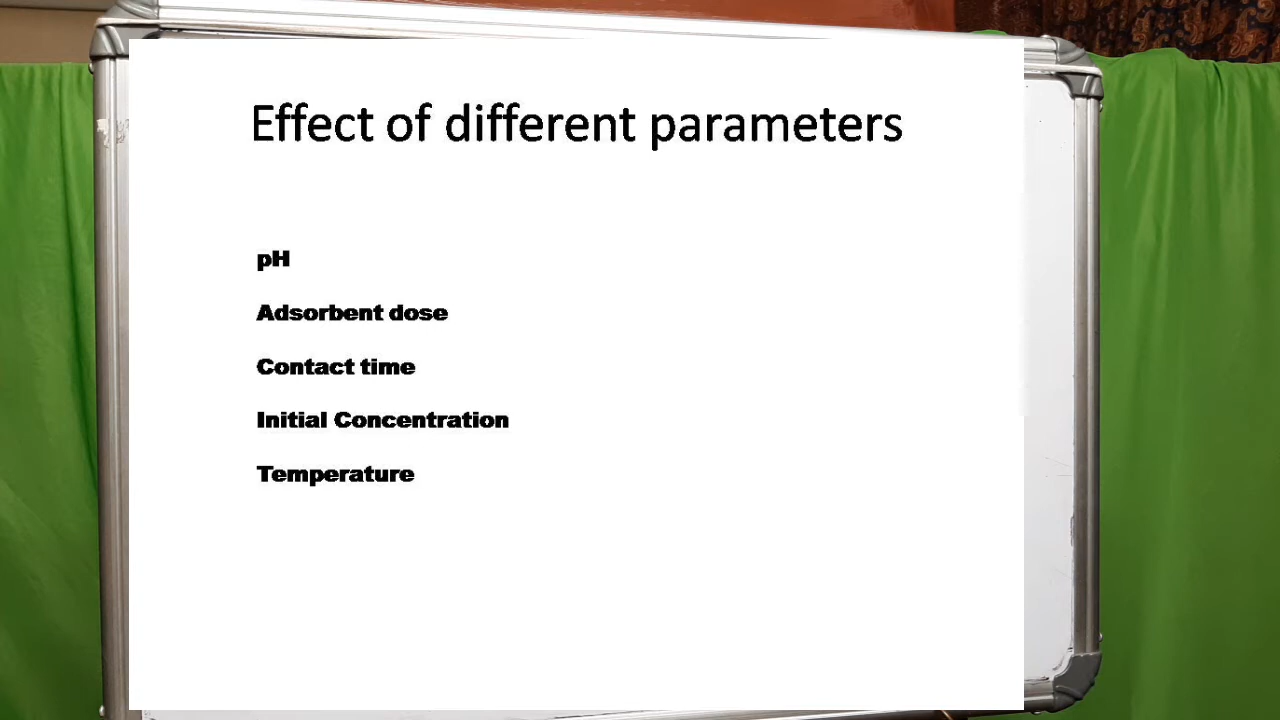 Effect of different parameters
pH
Adsorbent dose
Contact time
Initial Concentration
Temperature